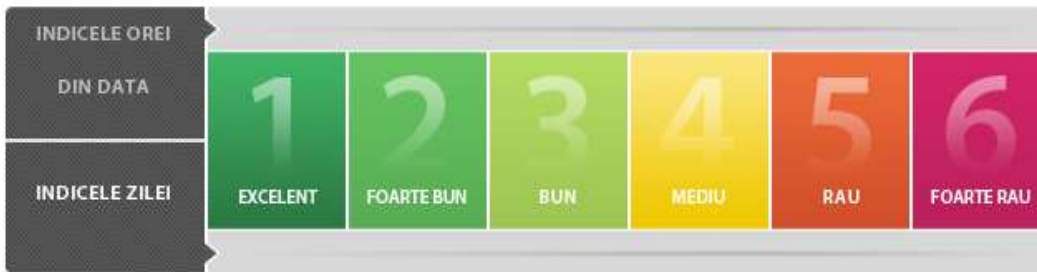 INDICELE OREI
DIN DATA
INDICELE ZILEI
1
EXCELENT
2
FOARTE BUN
3
BUN
4
MEDIU
5
RAU
6
FOARTE RAU